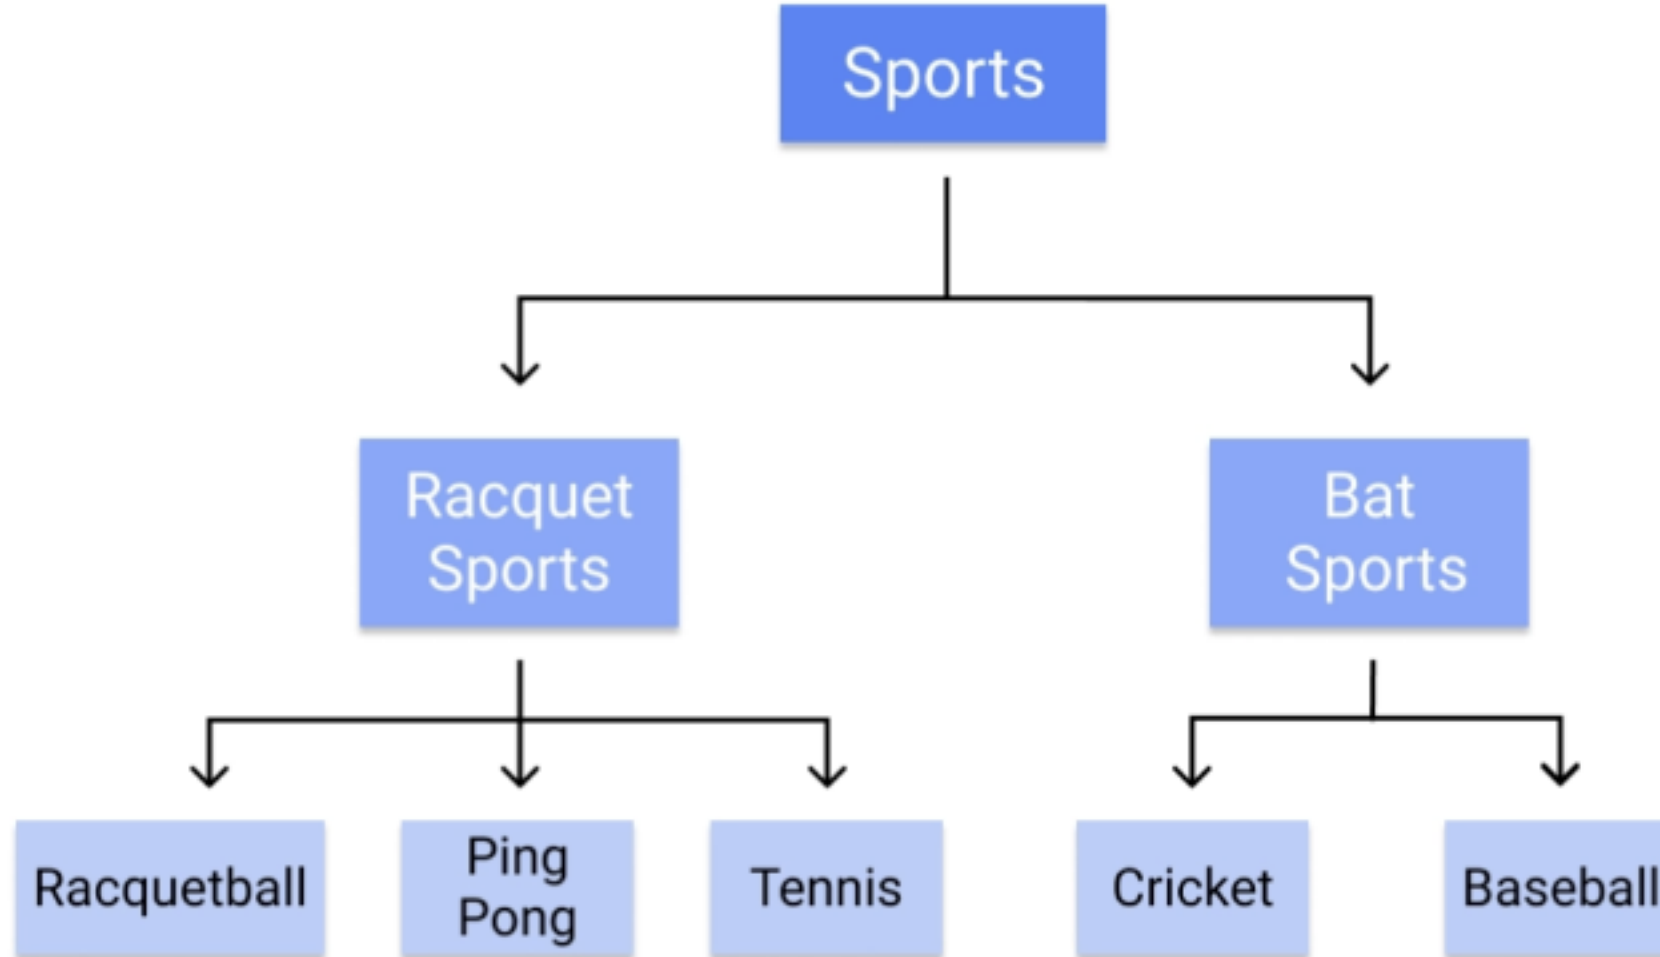 Sports
Racquet
Sports
Bat
Sports
Racquetball
Ping
Pong
Tennis
Cricket
Baseball